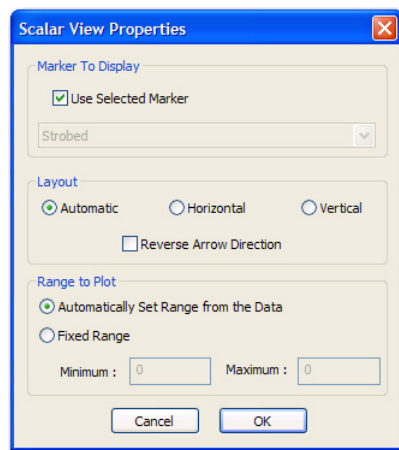 Scalar View Properties
Marker To Display
Use Selected Marker
Strobed
Layout
Automatic Horizontal Vertical
Reverse Arrow Direction
Range to Plot
Automatically Set Range from the Data
Fixed Range
Minimum : 0 Maximum : 0
Cancel OK